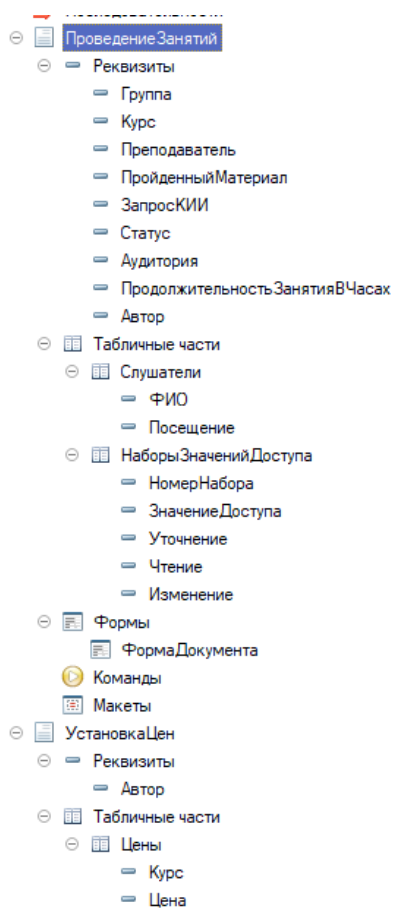 ПроведениеЗанятий
Реквизиты
Группа
Курс
Преподаватель
ПройденныйМатериал
ЗапросКИИ
Статус
Аудитория
ПродолжительностьЗанятияВЧасах
Автор
Табличные части
Слушатели
ФИО
Посещение
НаборыЗначенийДоступа
НомерНабора
ЗначениеДоступа
Уточнение
Чтение
Изменение
Формы
ФормаДокумента
Команды
Макеты
УстановкаЦен
Реквизиты
Автор
Табличные части
Цены
Курс
Цена